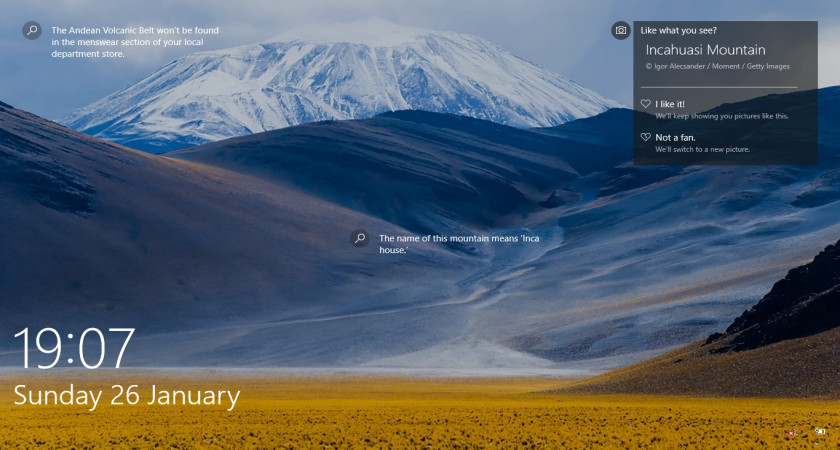 The Andean Volcanic Belt won't be found
in the menswear section of your local
department store.
Like what you see?
Incahuasi Mountain
© Igor Alecsander / Moment / Getty Images
I like it!
We'll keep showing you pictures like this.
Not a fan.
We'll switch to a new picture.
The name of this mountain means 'Inca
house.'
19:07
Sunday 26 January